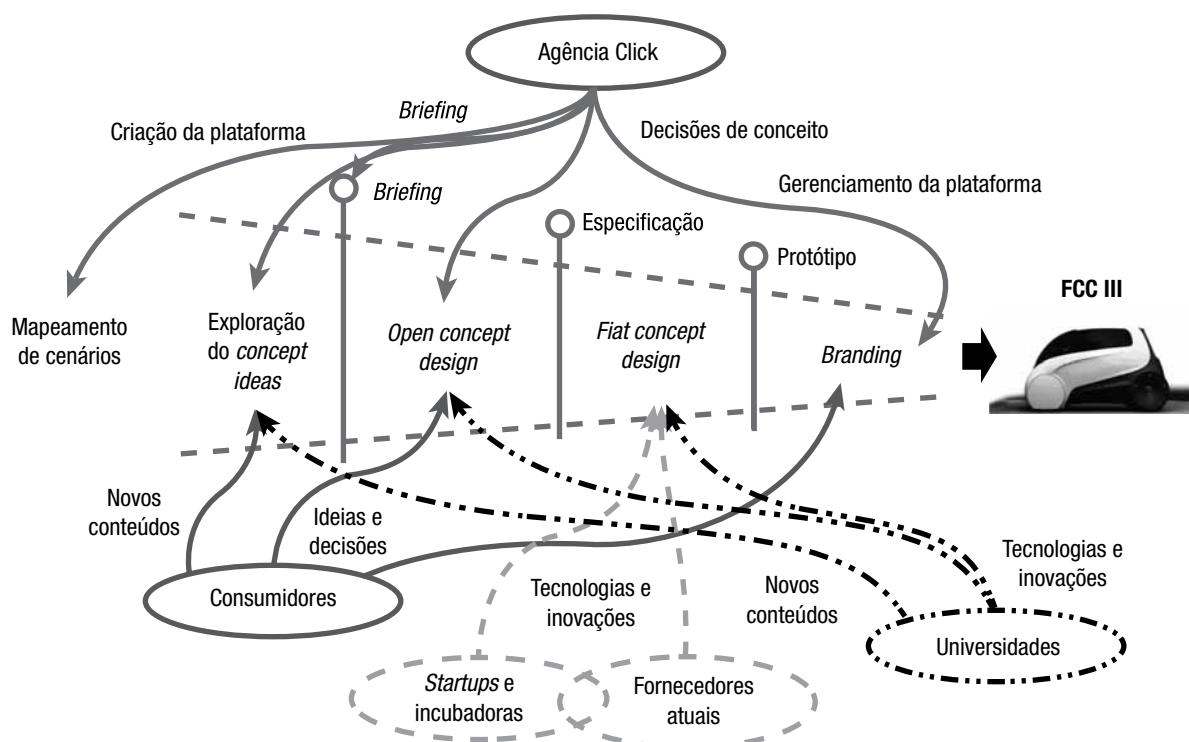 Agência Click
Briefing
Criação da plataforma
Decisões de conceito
Gerenciamento da plataforma
Briefing
Especificação
Protótipo
FCC III
Mapeamento
de cenários
Exploração
do concept
ideas
Open concept
design
Fiat concept
design
Branding
Novos
conteúdos
Ideias e
decisões
Consumidores
Tecnologias e
inovações
Novos
conteúdos
Tecnologias e
inovações
Universidades
Startups e
incubadoras
Fornecedores
atuais